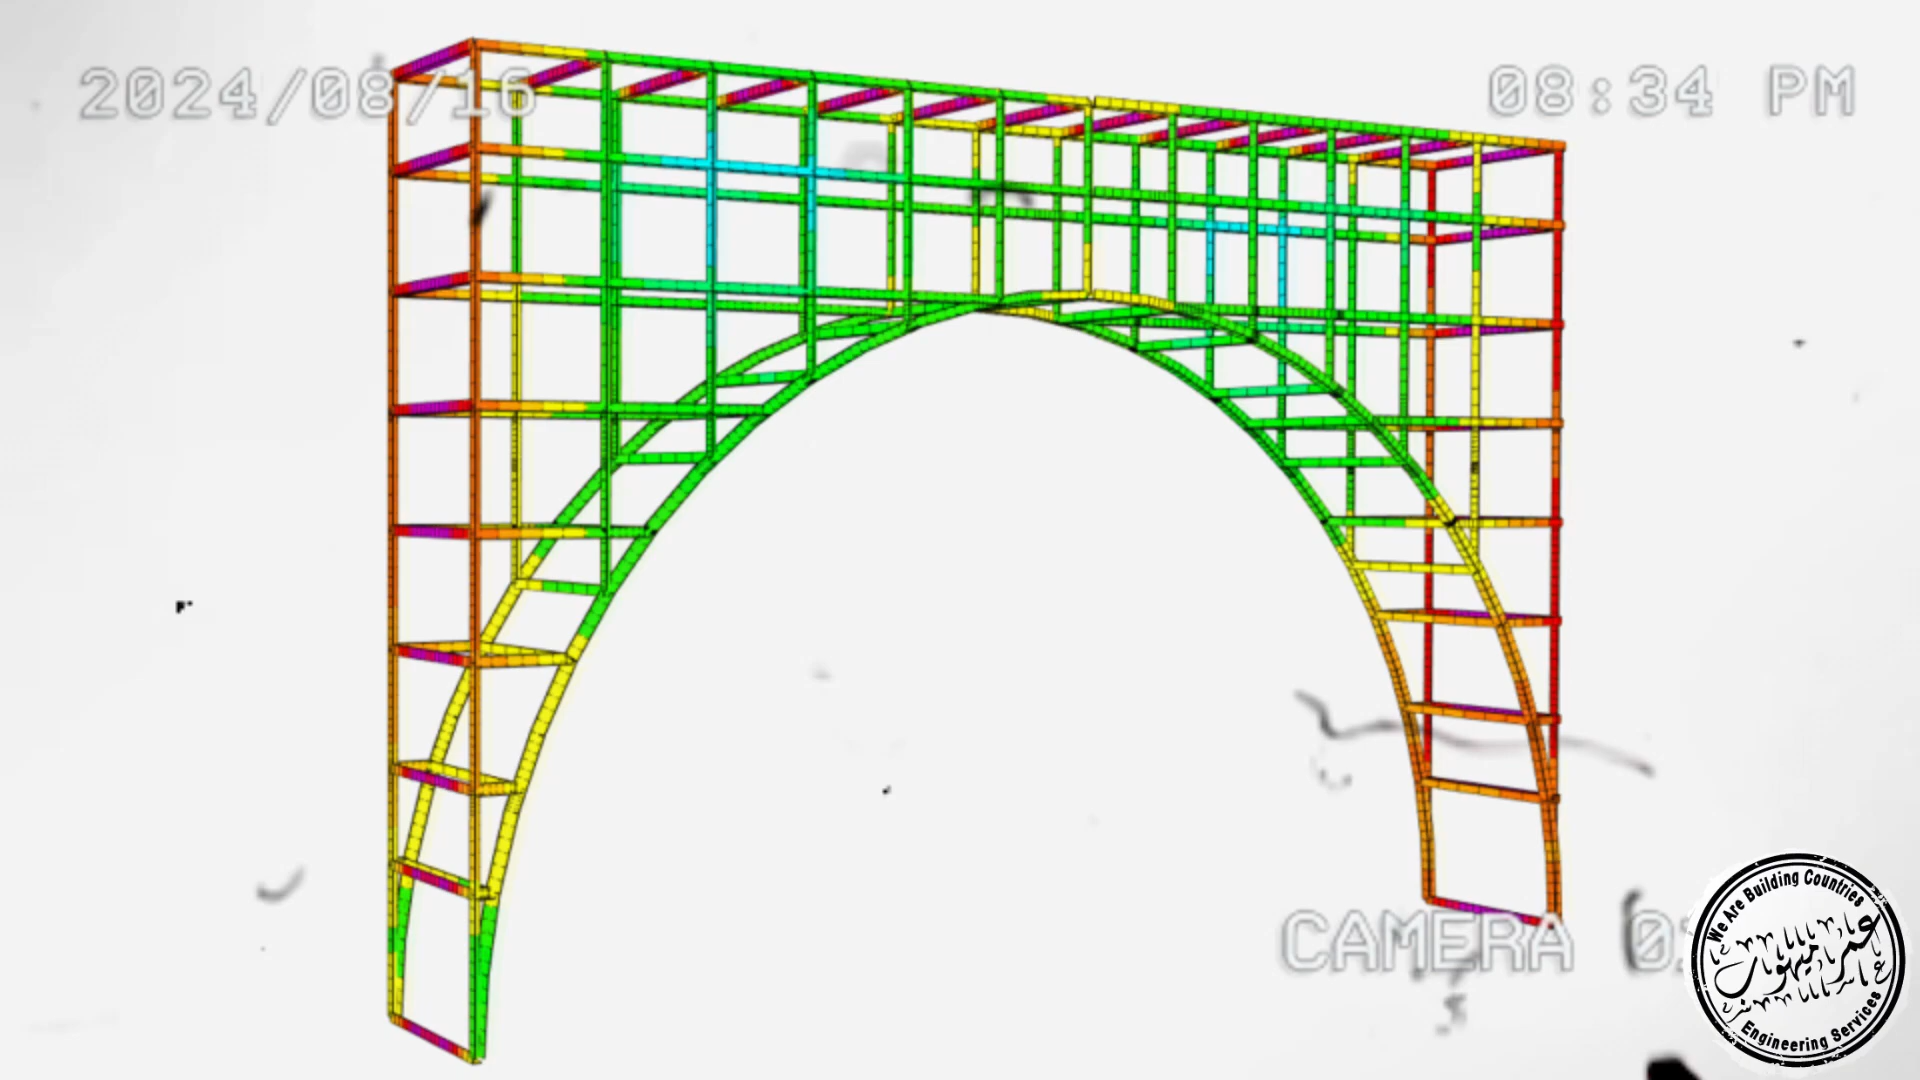 2024/08/16
08:34 PM
CAMERA
We Are Building Countries
Engineering Services